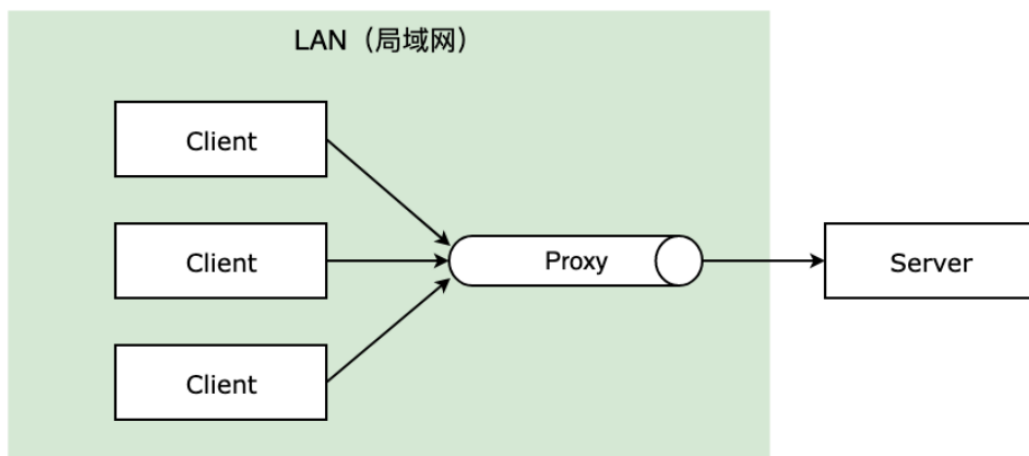 LAN（局域网）
Client
Client
Proxy
Server
Client